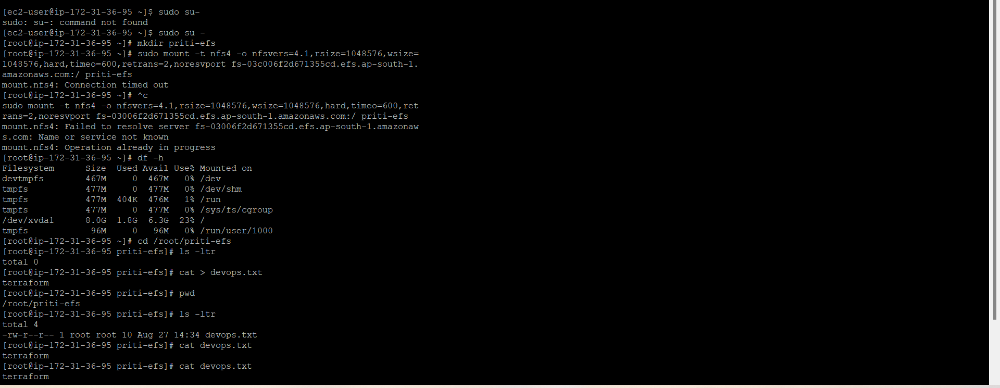 [ec2-user@ip-172-31-36-95 ~]$ sudo su-
sudo: su-: command not found
[ec2-user@ip-172-31-36-95 ~]$ sudo su -
[root@ip-172-31-36-95 ~]# mkdir priti-efs
[root@ip-172-31-36-95 ~]# sudo mount -t nfs4 -o nfsvers=4.1,rsize=1048576,wsize=
1048576,hard,timeo=600,retrans=2,noresvport fs-03c006f2d671355cd.efs.ap-south-1.
amazonaws.com:/ priti-efs
mount.nfs4: Connection timed out
[root@ip-172-31-36-95 ~]# ^c
sudo mount -t nfs4 -o nfsvers=4.1,rsize=1048576,wsize=1048576,hard,timeo=600,ret
rans=2,noresvport fs-03006f2d671355cd.efs.ap-south-1.amazonaws.com:/ priti-efs
mount.nfs4: Failed to resolve server fs-03006f2d671355cd.efs.ap-south-1.amazonaw
s.com: Name or service not known
mount.nfs4: Operation already in progress
[root@ip-172-31-36-95 ~]# df -h
Filesystem      Size  Used Avail Use% Mounted on
devtmpfs        467M     0  467M   0% /dev
tmpfs           477M     0  477M   0% /dev/shm
tmpfs           477M  404K  476M   1% /run
tmpfs           477M     0  477M   0% /sys/fs/cgroup
/dev/xvda1      8.0G  1.8G  6.3G  23% /
tmpfs            96M     0   96M   0% /run/user/1000
[root@ip-172-31-36-95 ~]# cd /root/priti-efs
[root@ip-172-31-36-95 priti-efs]# ls -ltr
total 0
[root@ip-172-31-36-95 priti-efs]# cat > devops.txt
terraform
[root@ip-172-31-36-95 priti-efs]# pwd
/root/priti-efs
[root@ip-172-31-36-95 priti-efs]# ls -ltr
total 4
-rw-r--r-- 1 root root 10 Aug 27 14:34 devops.txt
[root@ip-172-31-36-95 priti-efs]# cat devops.txt
terraform
[root@ip-172-31-36-95 priti-efs]# cat devops.txt
terraform